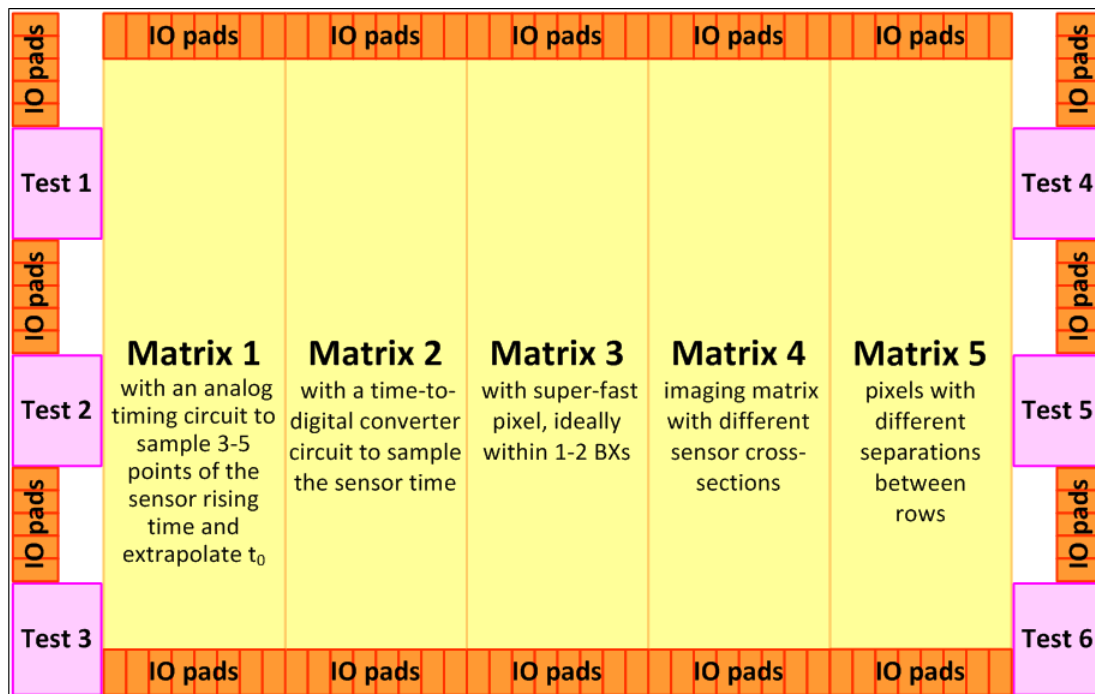 IO pads
IO pads
IO pads
IO pads
IO pads
IO pads
IO pads
Test 1
Test 4
IO pads
IO pads
Matrix 1
with an analog
timing circuit to
sample 3-5
points of the
sensor rising
time and
extrapolate t₀
Matrix 2
with a time-to-
digital converter
circuit to sample
the sensor time
Matrix 3
with super-fast
pixel, ideally
within 1-2 BXs
Matrix 4
imaging matrix
with different
sensor cross-
sections
Matrix 5
pixels with
different
separations
between
rows
Test 2
Test 5
IO pads
IO pads
Test 3
Test 6
IO pads
IO pads
IO pads
IO pads
IO pads